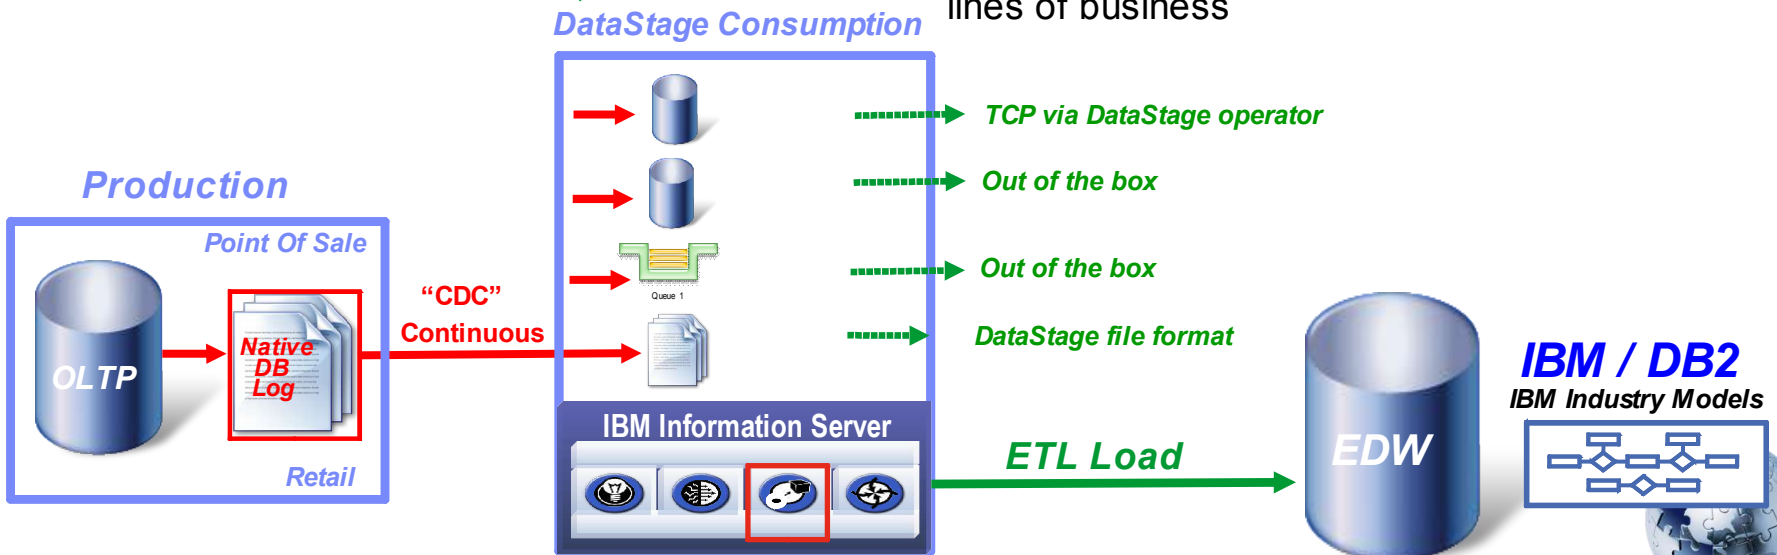 lines of business
DataStage Consumption
TCP via DataStage operator
Production
Out of the box
Point Of Sale
OLTP
Native
DB
Log
Retail
“CDC”
Continuous
Queue 1
Out of the box
DataStage file format
IBM Information Server
ETL Load
EDW
IBM / DB2
IBM Industry Models